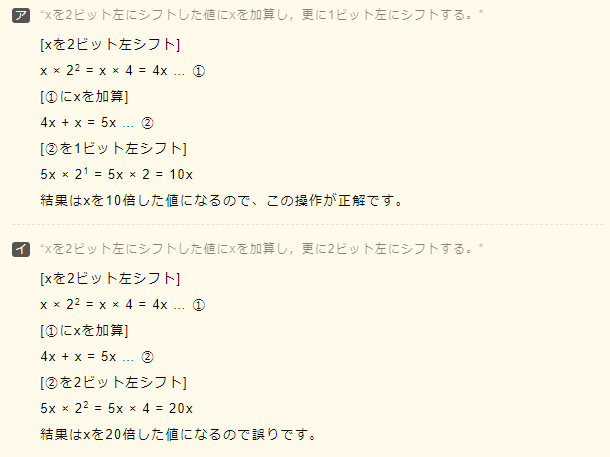 ア “xを2ビット左にシフトした値にxを加算し，更に1ビット左にシフトする。”
[xを2ビット左シフト]
x × 2² = x × 4 = 4x … ①
[①にxを加算]
4x + x = 5x … ②
[②を1ビット左シフト]
5x × 2¹ = 5x × 2 = 10x
結果はxを10倍した値になるので、この操作が正解です。
イ “xを2ビット左にシフトした値にxを加算し，更に2ビット左にシフトする。”
[xを2ビット左シフト]
x × 2² = x × 4 = 4x … ①
[①にxを加算]
4x + x = 5x … ②
[②を2ビット左シフト]
5x × 2² = 5x × 4 = 20x
結果はxを20倍した値になるので誤りです。